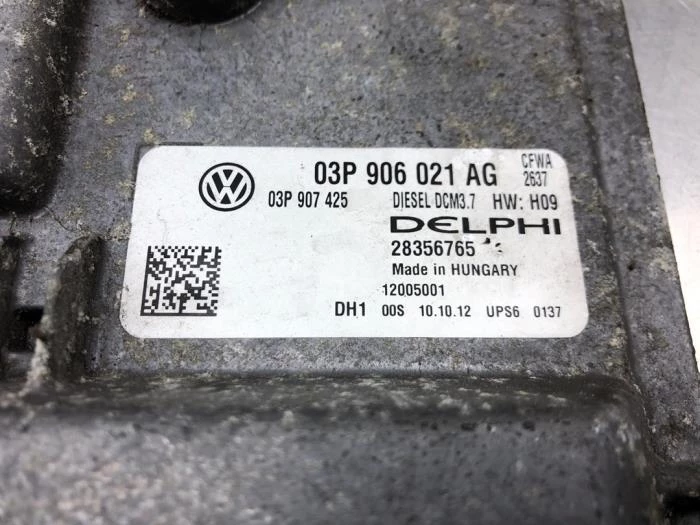 03P 906 021 AG CFWA 2637
03P 907 425 DIESEL DCM3.7 HW: H09
DELPHI
28356765
Made in HUNGARY
12005001
DH1 00S 10.10.12 UPS6 0137